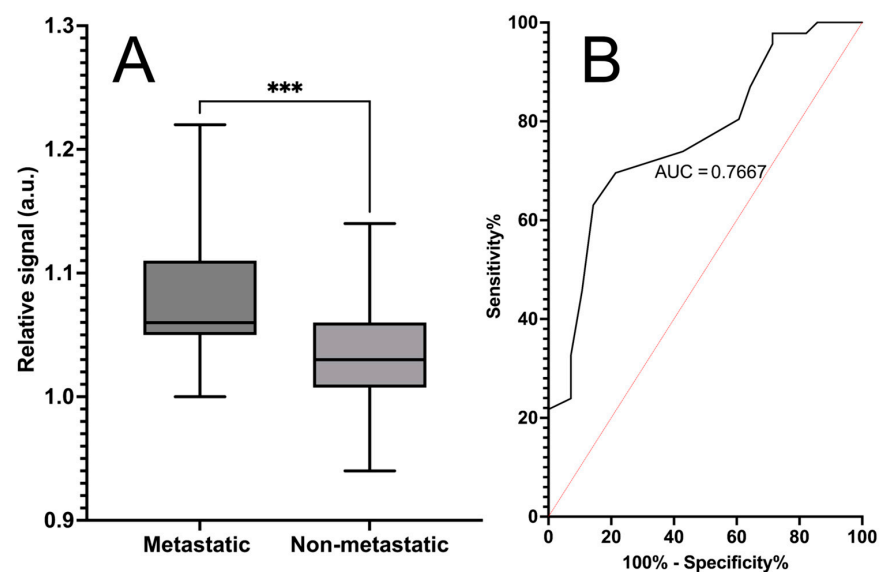 A
***
Relative signal (a.u.)
1.3
1.2
1.1
1.0
0.9
Metastatic
Non-metastatic
B
AUC = 0.7667
Sensitivity%
100
80
60
40
20
0
0 20 40 60 80 100
100% - Specificity%